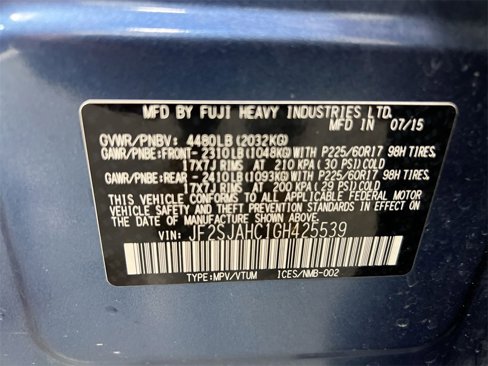 MFD BY FUJI HEAVY INDUSTRIES LTD.
MFD IN 07/15
GVWR/PNBV: 4480LB (2032KG)
GAWR/PNBE:FRONT-2310LB (1048KG) WITH P225/60R17 98H TIRES,
17X7J RIMS AT 210 KPA (30 PSI) COLD
GAWR/PNBE:REAR -2410LB (1093KG) WITH P225/60R17 98H TIRES,
17X7J RIMS AT 200 KPA (29 PSI) COLD
THIS VEHICLE CONFORMS TO ALL APPLICABLE FEDERAL MOTOR
VEHICLE SAFETY AND BUMPER STANDARDS IN EFFECT ON
THE DATE OF MANUFACTURE SHOWN ABOVE.
VIN: JF2SJAHC1GH425539
TYPE:MPV/VTUM ICES/NMB-002